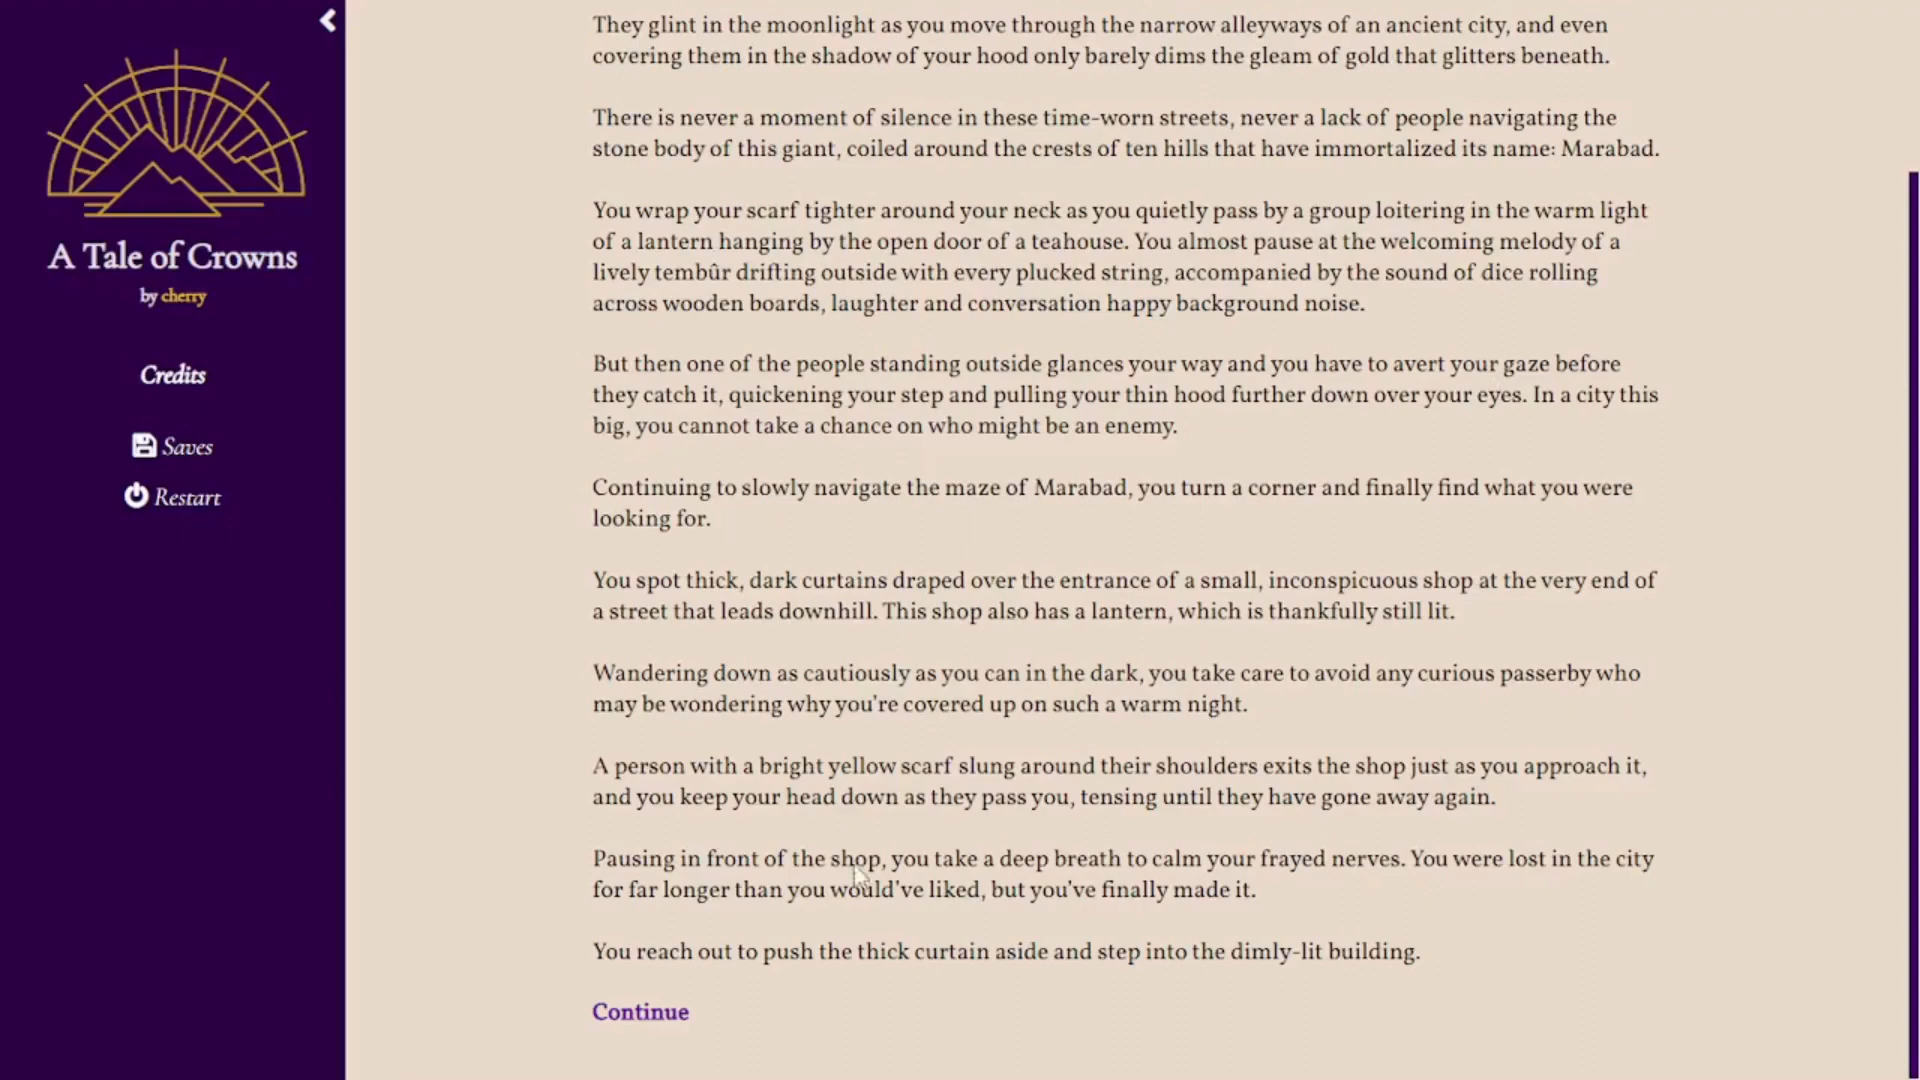 A Tale of Crowns
by cherry
Credits
Saves
Restart
They glint in the moonlight as you move through the narrow alleyways of an ancient city, and even
covering them in the shadow of your hood only barely dims the gleam of gold that glitters beneath.
There is never a moment of silence in these time-worn streets, never a lack of people navigating the
stone body of this giant, coiled around the crests of ten hills that have immortalized its name: Marabad.
You wrap your scarf tighter around your neck as you quietly pass by a group loitering in the warm light
of a lantern hanging by the open door of a teahouse. You almost pause at the welcoming melody of a
lively tembûr drifting outside with every plucked string, accompanied by the sound of dice rolling
across wooden boards, laughter and conversation happy background noise.
But then one of the people standing outside glances your way and you have to avert your gaze before
they catch it, quickening your step and pulling your thin hood further down over your eyes. In a city this
big, you cannot take a chance on who might be an enemy.
Continuing to slowly navigate the maze of Marabad, you turn a corner and finally find what you were
looking for.
You spot thick, dark curtains draped over the entrance of a small, inconspicuous shop at the very end of
a street that leads downhill. This shop also has a lantern, which is thankfully still lit.
Wandering down as cautiously as you can in the dark, you take care to avoid any curious passerby who
may be wondering why you're covered up on such a warm night.
A person with a bright yellow scarf slung around their shoulders exits the shop just as you approach it,
and you keep your head down as they pass you, tensing until they have gone away again.
Pausing in front of the shop, you take a deep breath to calm your frayed nerves. You were lost in the city
for far longer than you would've liked, but you've finally made it.
You reach out to push the thick curtain aside and step into the dimly-lit building.
Continue